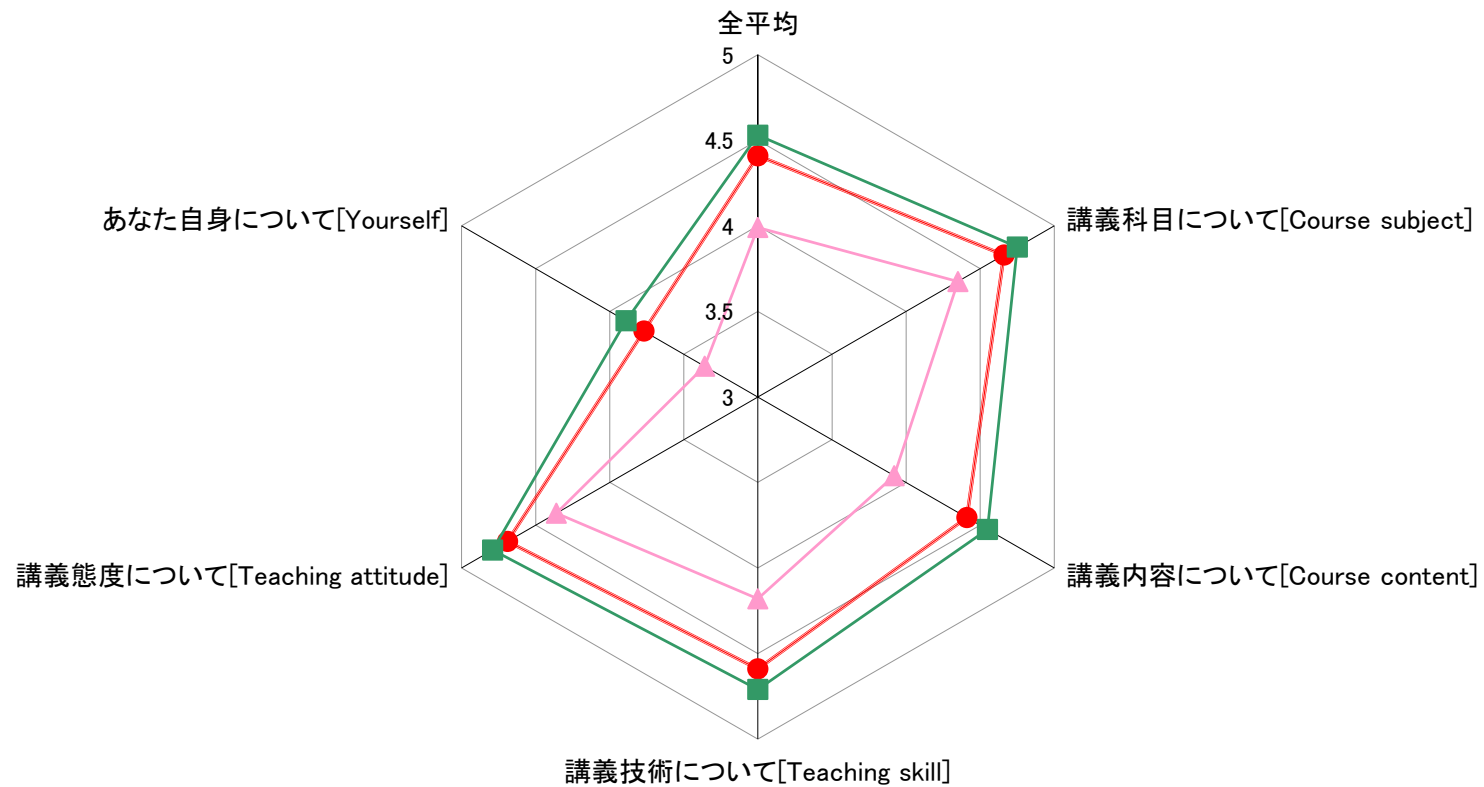 全平均
5
4.5
4
3.5
3
講義科目について[Course subject]
講義内容について[Course content]
講義技術について[Teaching skill]
講義態度について[Teaching attitude]
あなた自身について[Yourself]